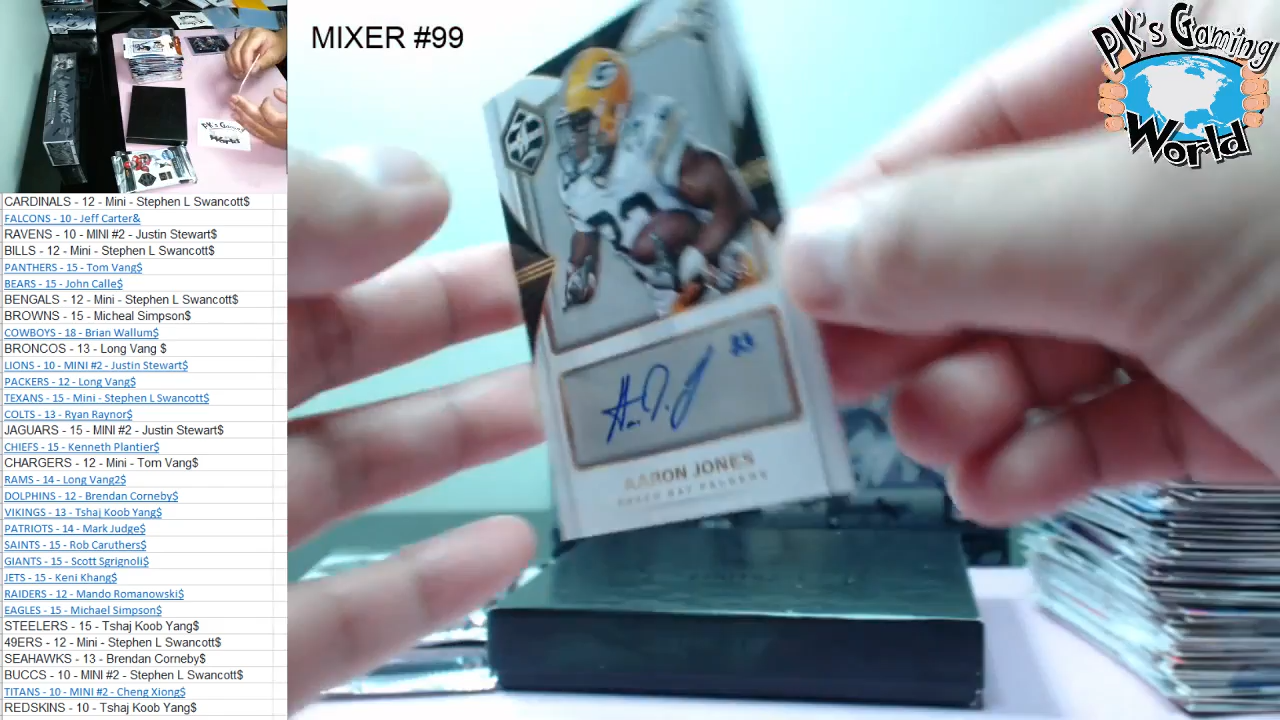 MIXER #99
PK's Gaming
World
CARDINALS - 12 - Mini - Stephen L Swancott$
FALCONS - 10 - Jeff Carter&
RAVENS - 10 - MINI #2 - Justin Stewart$
BILLS - 12 - Mini - Stephen L Swancott$
PANTHERS - 15 - Tom Vang$
BEARS - 15 - John Calle$
BENGALS - 12 - Mini - Stephen L Swancott$
BROWNS - 15 - Micheal Simpson$
COWBOYS - 18 - Brian Wallum$
BRONCOS - 13 - Long Vang $
LIONS - 10 - MINI #2 - Justin Stewart$
PACKERS - 12 - Long Vang$
TEXANS - 15 - Mini - Stephen L Swancott$
COLTS - 13 - Ryan Raynor$
JAGUARS - 15 - MINI #2 - Justin Stewart$
CHIEFS - 15 - Kenneth Plantier$
CHARGERS - 12 - Mini - Tom Vang$
RAMS - 14 - Long Vang2$
DOLPHINS - 12 - Brendan Corneby$
VIKINGS - 13 - Tshaj Koob Yang$
PATRIOTS - 14 - Mark Judge$
SAINTS - 15 - Rob Caruthers$
GIANTS - 15 - Scott Sgrignoli$
JETS - 15 - Keni Khang$
RAIDERS - 12 - Mando Romanowski$
EAGLES - 15 - Michael Simpson$
STEELERS - 15 - Tshaj Koob Yang$
49ERS - 12 - Mini - Stephen L Swancott$
SEAHAWKS - 13 - Brendan Corneby$
BUCCS - 10 - MINI #2 - Stephen L Swancott$
TITANS - 10 - MINI #2 - Cheng Xiong$
REDSKINS - 10 - Tshaj Koob Yang$
AARON JONES
GREEN BAY PACKERS